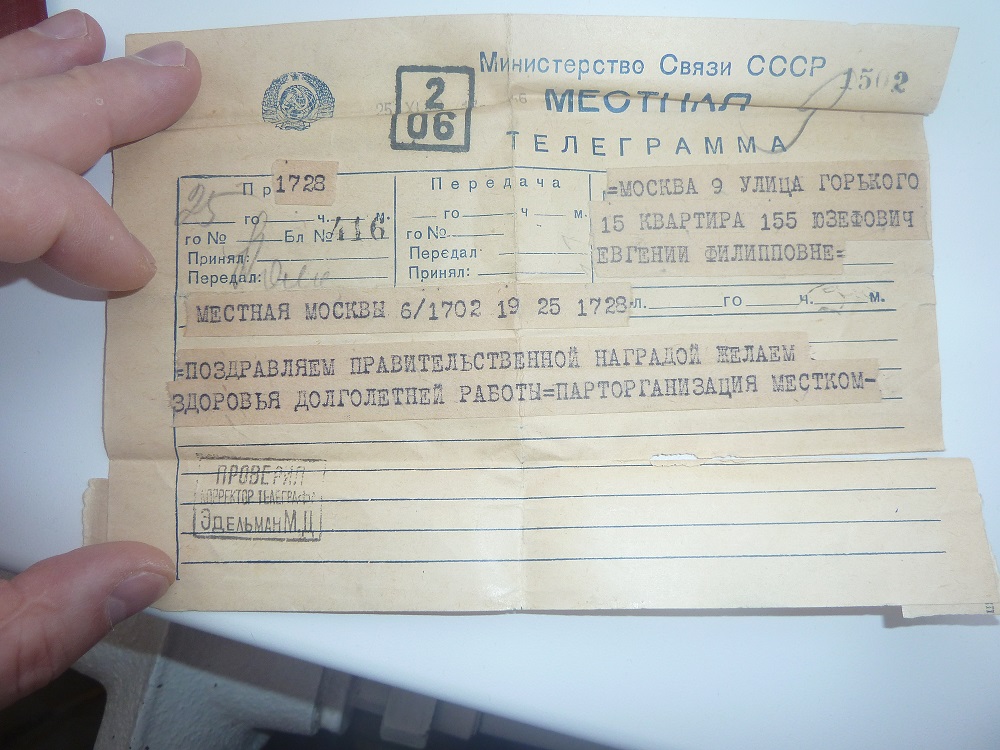 Министерство Связи СССР
1502
2
06
МЕСТНАЯ
ТЕЛЕГРАММА
Пр 1728
25 го ч. м.
го № Бл № 416
Принял:
Передал:
Передача
го ч м.
го №
Передал:
Принял:
=МОСКВА 9 УЛИЦА ГОРЬКОГО
15 КВАРТИРА 155 ЮЗЕФОВИЧ
ЕВГЕНИИ ФИЛИППОВНЕ=
МЕСТНАЯ МОСКВЫ 6/1702 19 25 1728 л. го ч. м.
=ПОЗДРАВЛЯЕМ ПРАВИТЕЛЬСТВЕННОЙ НАГРАДОЙ ЖЕЛАЕМ
ЗДОРОВЬЯ ДОЛГОЛЕТНЕЙ РАБОТЫ=ПАРТОРГАНИЗАЦИЯ МЕСТКОМ-
ПРОВЕРИЛ
КОРРЕКТОР ТЕЛЕГРАФА
ЭДЕЛЬМАН М.Ц